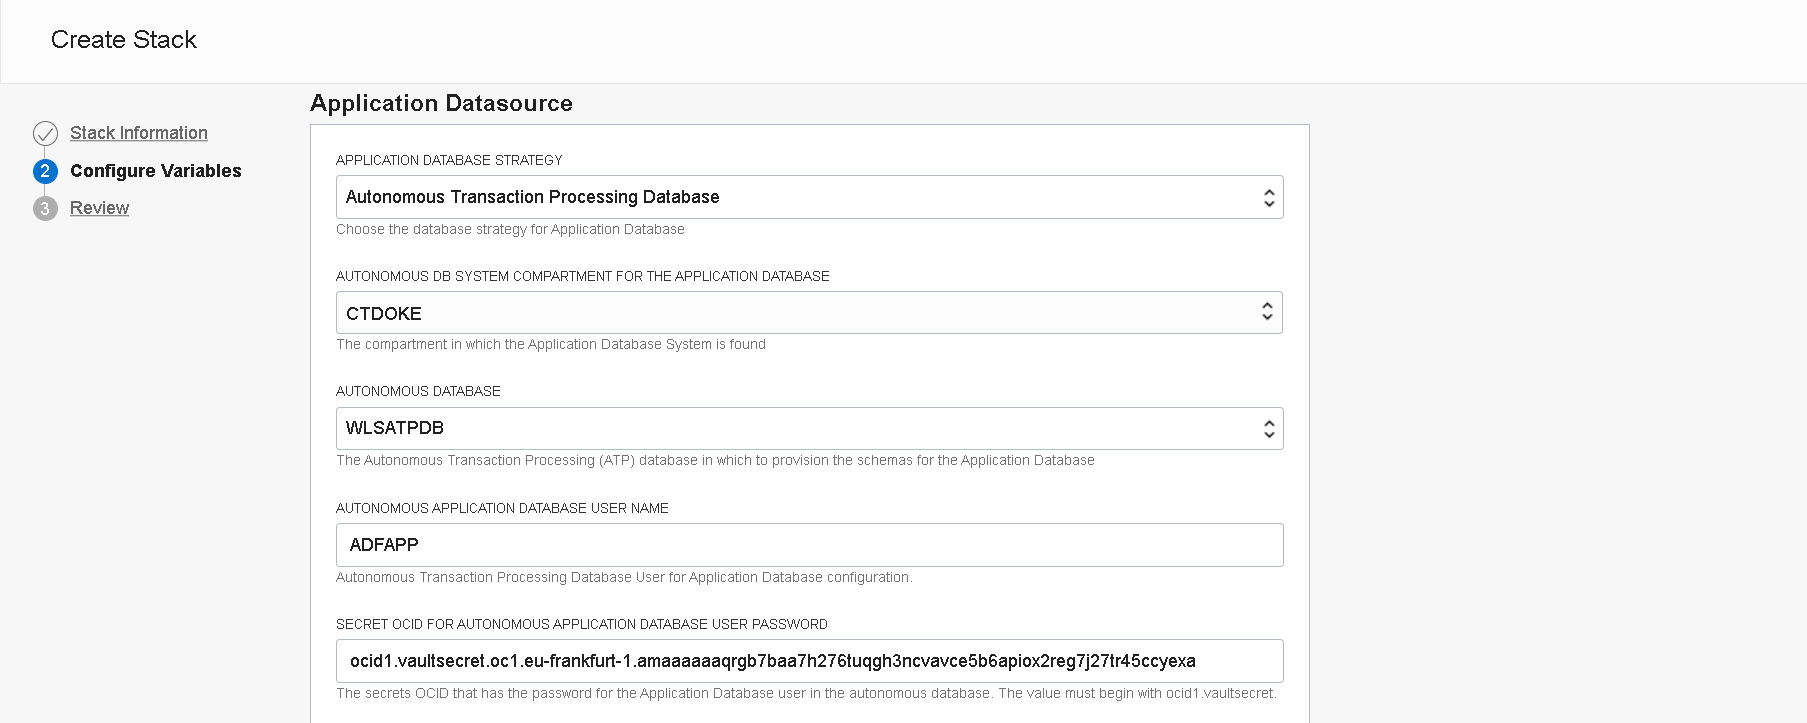 Create Stack
Stack Information
2 Configure Variables
3 Review
Application Datasource
APPLICATION DATABASE STRATEGY
Autonomous Transaction Processing Database
Choose the database strategy for Application Database
AUTONOMOUS DB SYSTEM COMPARTMENT FOR THE APPLICATION DATABASE
CTDOKE
The compartment in which the Application Database System is found
AUTONOMOUS DATABASE
WLSATPDB
The Autonomous Transaction Processing (ATP) database in which to provision the schemas for the Application Database
AUTONOMOUS APPLICATION DATABASE USER NAME
ADFAPP
Autonomous Transaction Processing Database User for Application Database configuration.
SECRET OCID FOR AUTONOMOUS APPLICATION DATABASE USER PASSWORD
ocid1.vaultsecret.oc1.eu-frankfurt-1.amaaaaaaqrgb7baa7h276tuqgh3ncvavce5b6apiox2reg7j27tr45ccyexa
The secrets OCID that has the password for the Application Database user in the autonomous database. The value must begin with ocid1.vaultsecret.